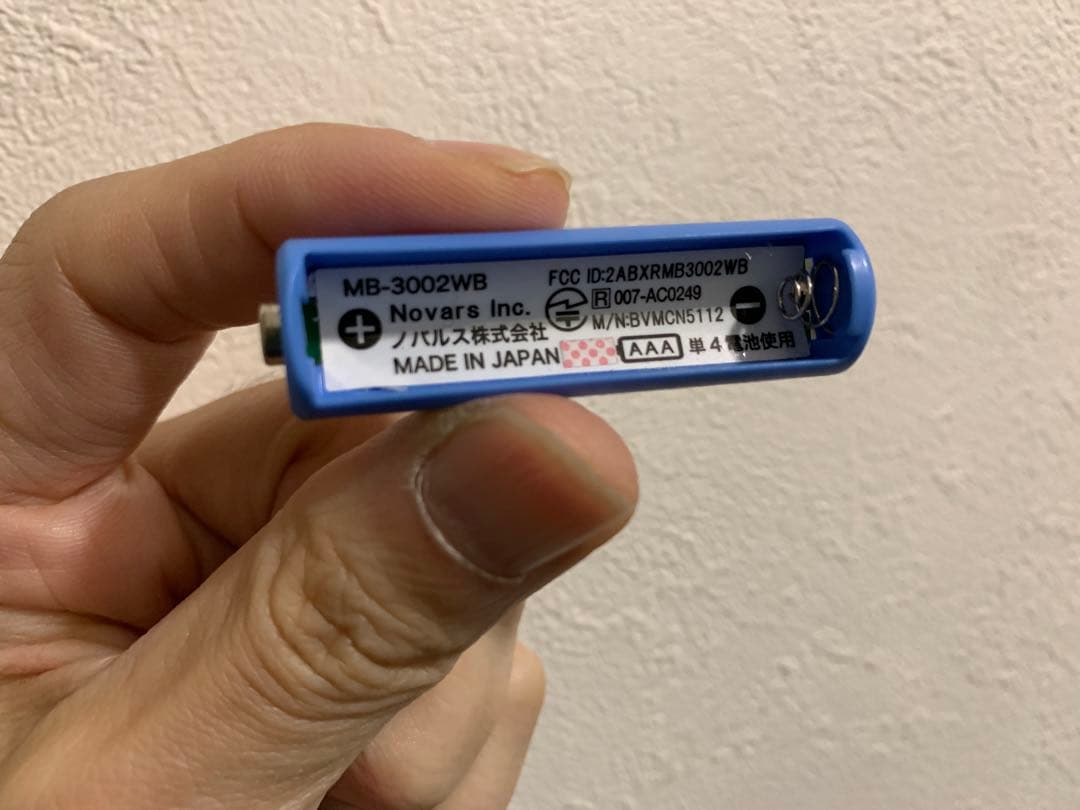 MB-3002WB
FCC ID:2ABXRMB3002WB
+
Novars Inc.
R 007-AC0249
ノバルス株式会社
M/N:BVMCN5112
−
MADE IN JAPAN
AAA 単4電池使用